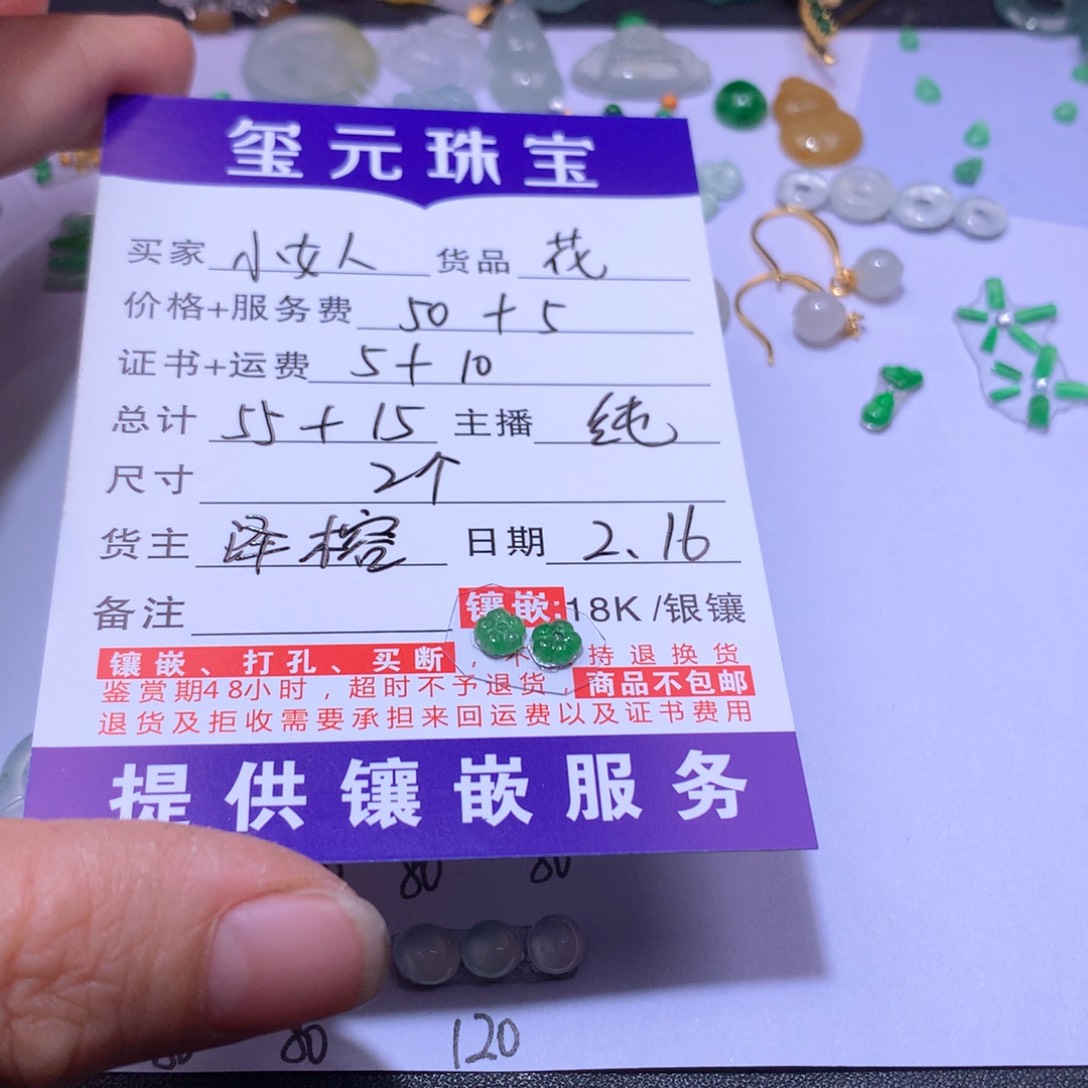 玺元珠宝
买家 小女人 货品 花
价格+服务费 50+5
证书+运费 5+10
总计 55+15 主播 纯
尺寸 2个
货主 泽榕 日期 2、16
备注 镶嵌:18K/银镶
镶嵌、打孔、买断,不 持退换货
鉴赏期48小时,超时不予退货,商品不包邮
退货及拒收需要承担来回运费以及证书费用
提供镶嵌服务
80 80
80 120